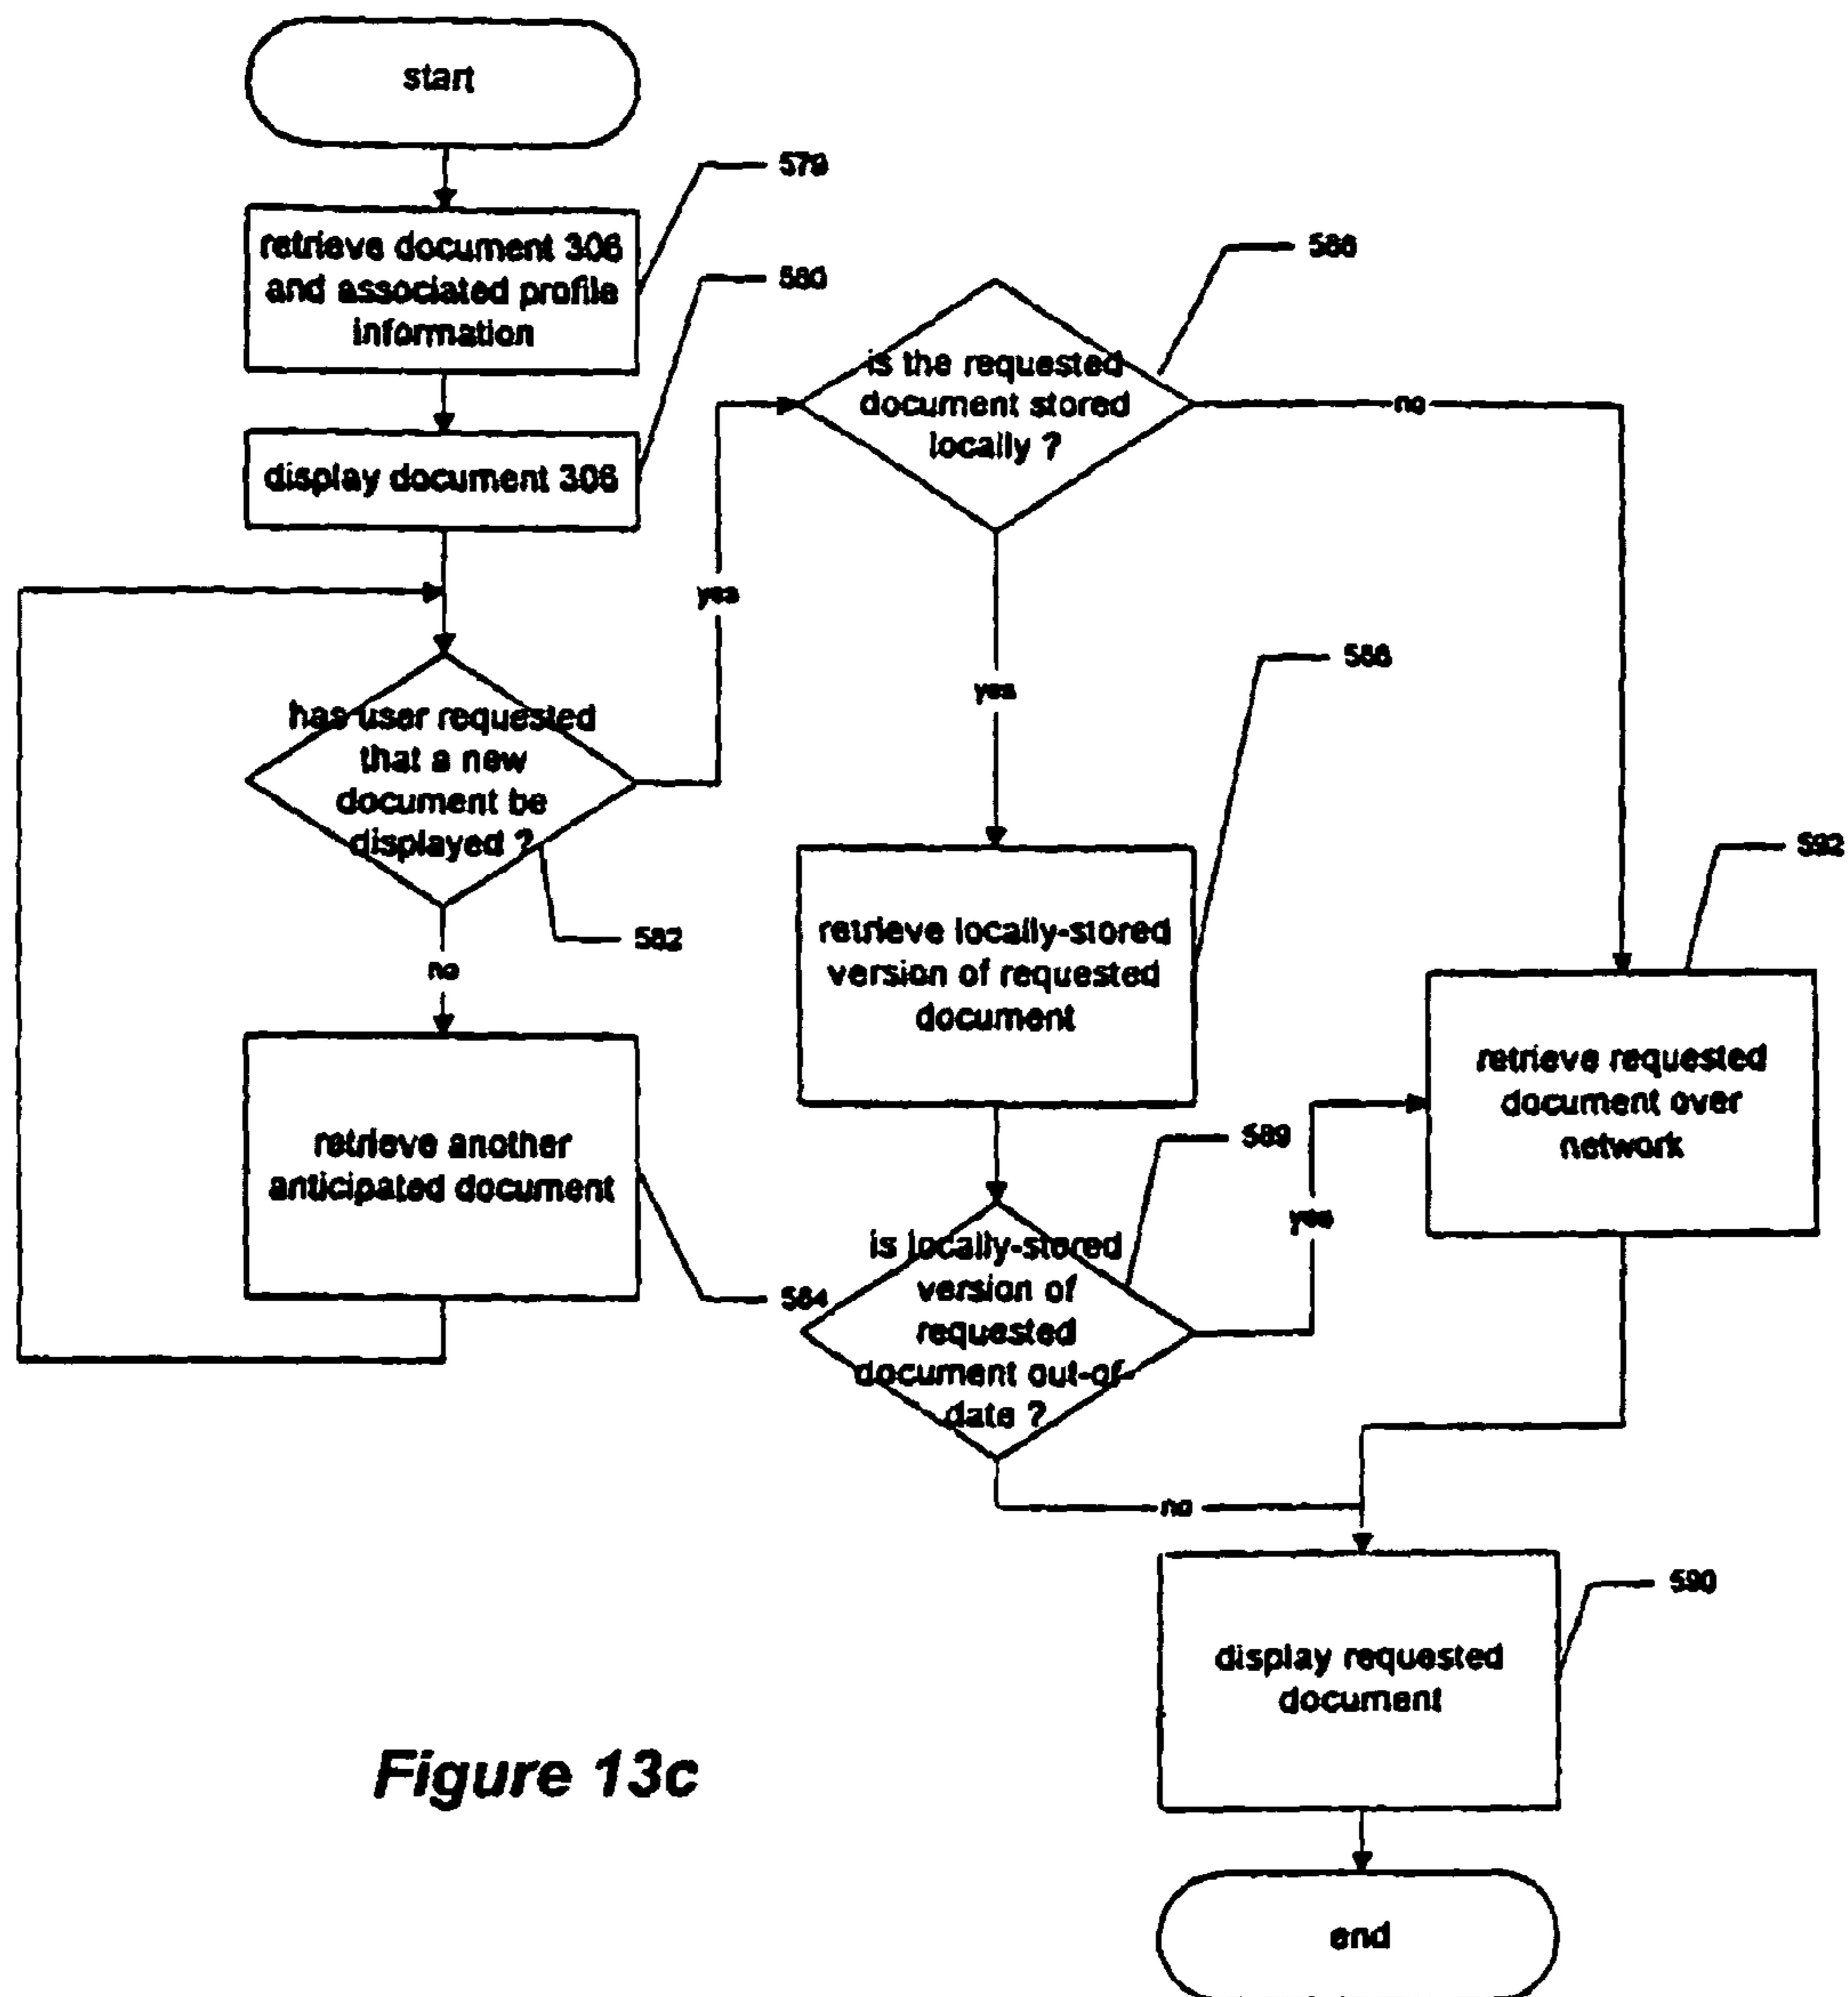 start
579
retrieve document 306
and associated profile
information
580
display document 306
has user requested
that a new
document be
displayed ?
582
yes
no
retrieve another
anticipated document
584
586
is the requested
document stored
locally ?
no
yes
588
retrieve locally-stored
version of requested
document
589
is locally-stored
version of
requested
document out-of-
date ?
yes
no
592
retrieve requested
document over
network
590
display requested
document
end
Figure 13c